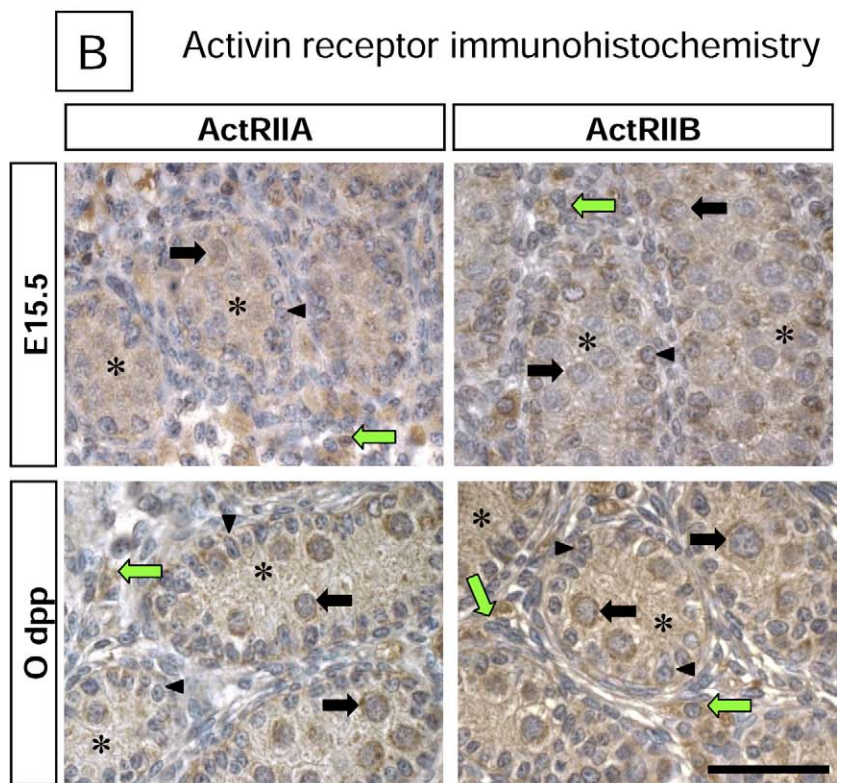 B
Activin receptor immunohistochemistry
ActRIIA
ActRIIB
E15.5
* *
* *
O dpp
* *
* *